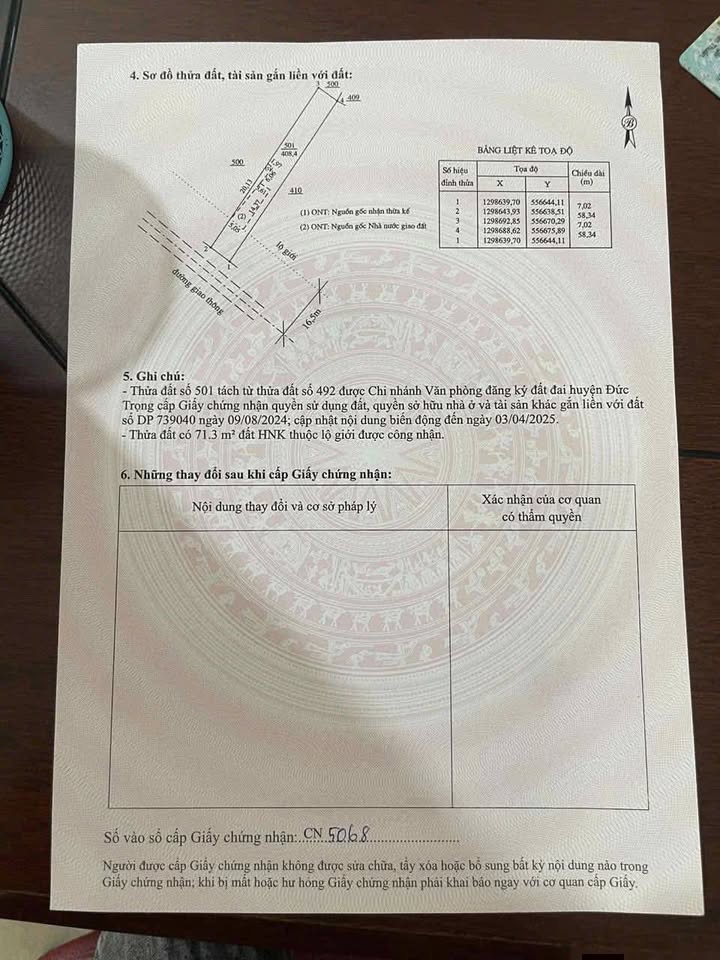 4. Sơ đồ thửa đất, tài sản gắn liền với đất:
3 500
4 409
B
501
408,4
500
410
20,13
14,97
5,05
(2)
2
1
(1) ONT: Nguồn gốc nhận thừa kế
(2) ONT: Nguồn gốc Nhà nước giao đất
lộ giới
đường giao thông
16,5m
BẢNG LIỆT KÊ TOẠ ĐỘ
Số hiệu đỉnh thửa Tọa độ Chiều dài (m)
X Y
1 1298639,70 556644,11
7,02
2 1298643,93 556638,51
58,34
3 1298692,85 556670,29
7,02
4 1298688,62 556675,89
58,34
1 1298639,70 556644,11
5. Ghi chú:
- Thửa đất số 501 tách từ thửa đất số 492 được Chi nhánh Văn phòng đăng ký đất đai huyện Đức
Trọng cấp Giấy chứng nhận quyền sử dụng đất, quyền sở hữu nhà ở và tài sản khác gắn liền với đất
số DP 739040 ngày 09/08/2024; cập nhật nội dung biến động đến ngày 03/04/2025.
- Thửa đất có 71.3 m² đất HNK thuộc lộ giới được công nhận.
6. Những thay đổi sau khi cấp Giấy chứng nhận:
Nội dung thay đổi và cơ sở pháp lý
Xác nhận của cơ quan
có thẩm quyền
Số vào sổ cấp Giấy chứng nhận: CN 5068
Người được cấp Giấy chứng nhận không được sửa chữa, tẩy xóa hoặc bổ sung bất kỳ nội dung nào trong
Giấy chứng nhận; khi bị mất hoặc hư hỏng Giấy chứng nhận phải khai báo ngay với cơ quan cấp Giấy.